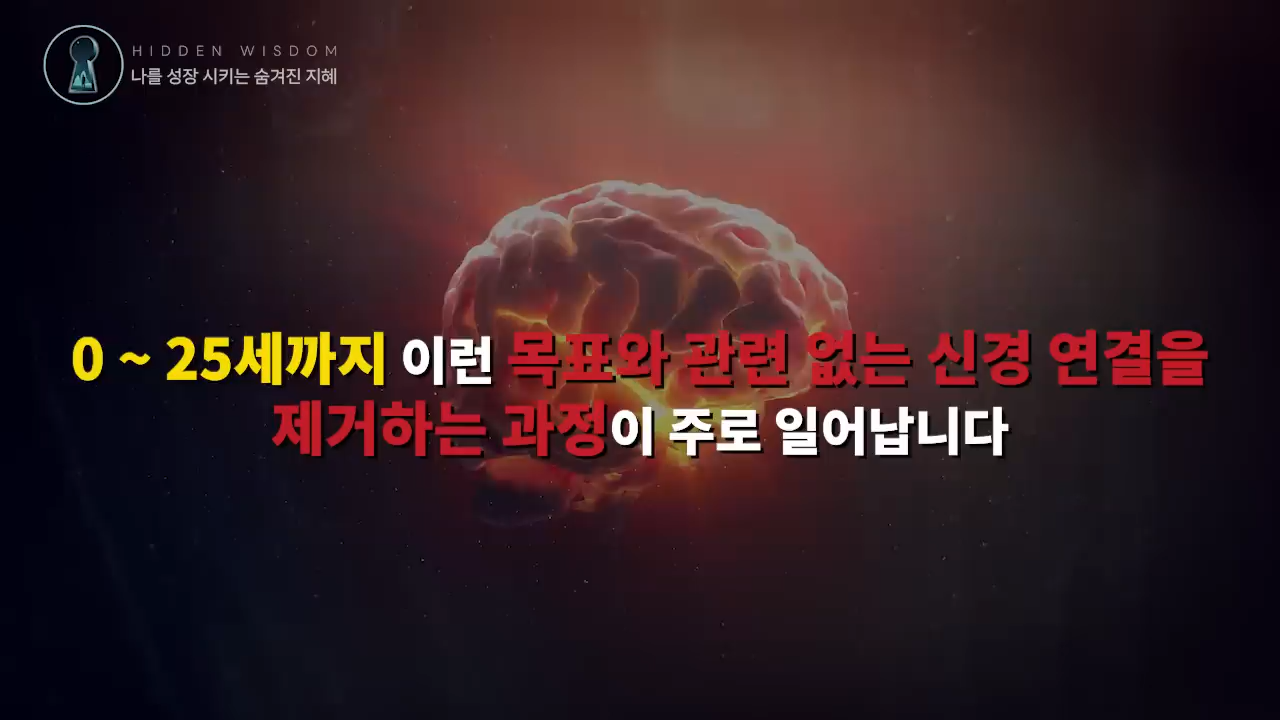 HIDDEN WISDOM
나를 성장 시키는 숨겨진 지혜
0 ~ 25세까지 이런 목표와 관련 없는 신경 연결을
제거하는 과정이 주로 일어납니다